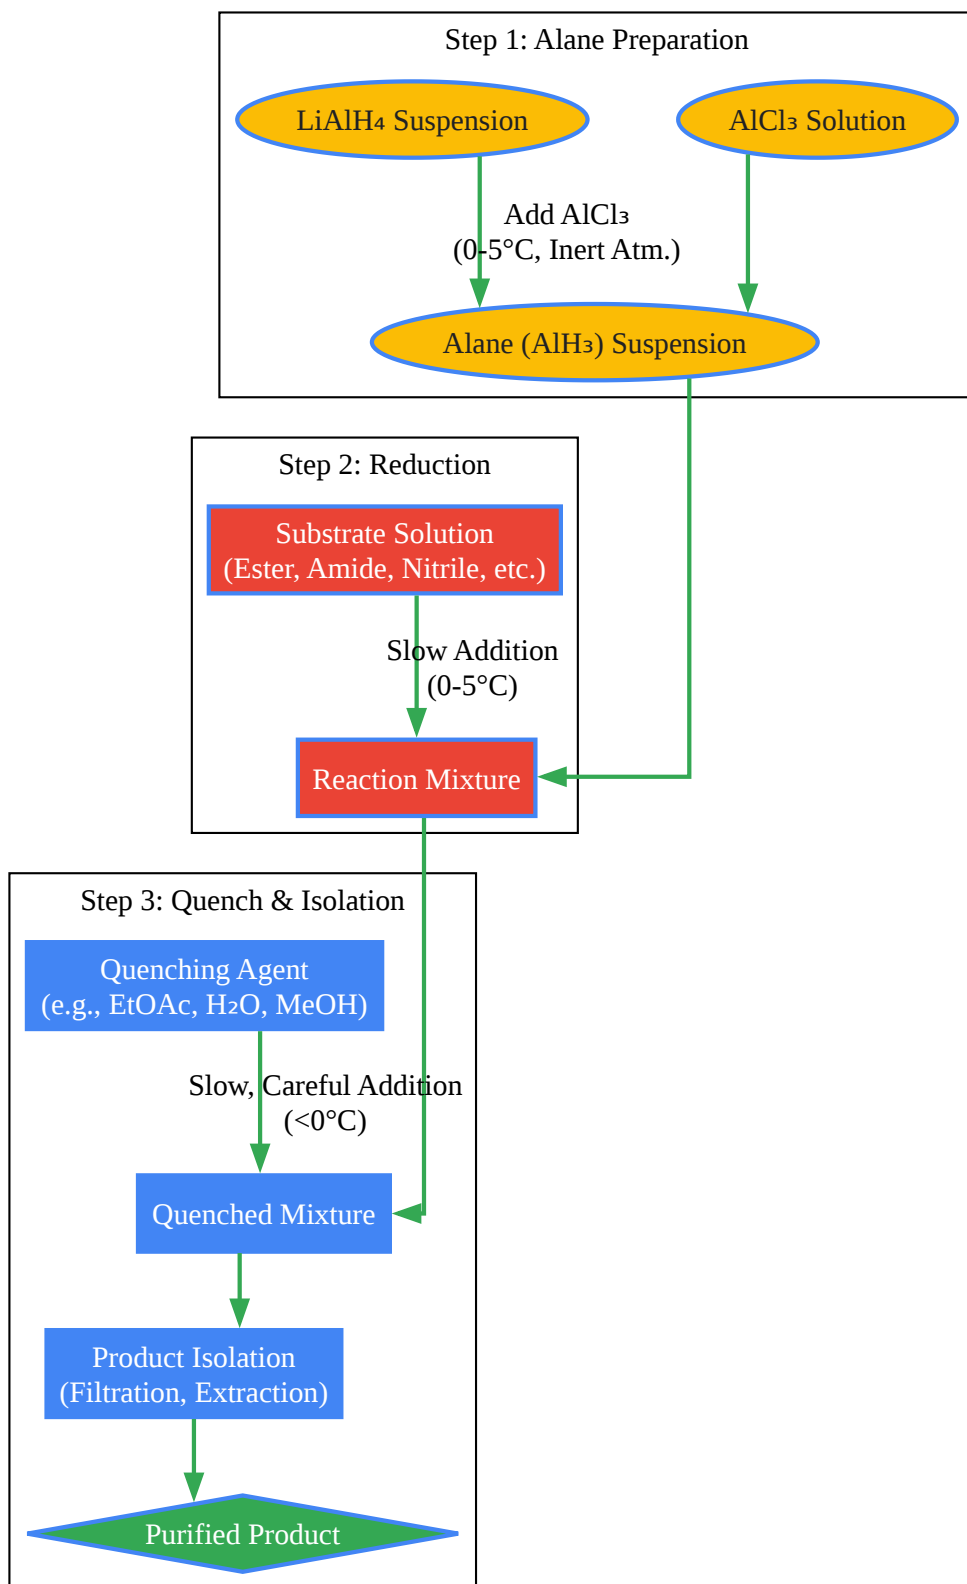 Step 1: Alane Preparation
LiAlH₄ Suspension
AlCl₃ Solution
Add AlCl₃
(0-5°C, Inert Atm.)
Alane (AlH₃) Suspension
Step 2: Reduction
Substrate Solution
(Ester, Amide, Nitrile, etc.)
Slow Addition
(0-5°C)
Reaction Mixture
Step 3: Quench & Isolation
Quenching Agent
(e.g., EtOAc, H₂O, MeOH)
Slow, Careful Addition
(<0°C)
Quenched Mixture
Product Isolation
(Filtration, Extraction)
Purified Product